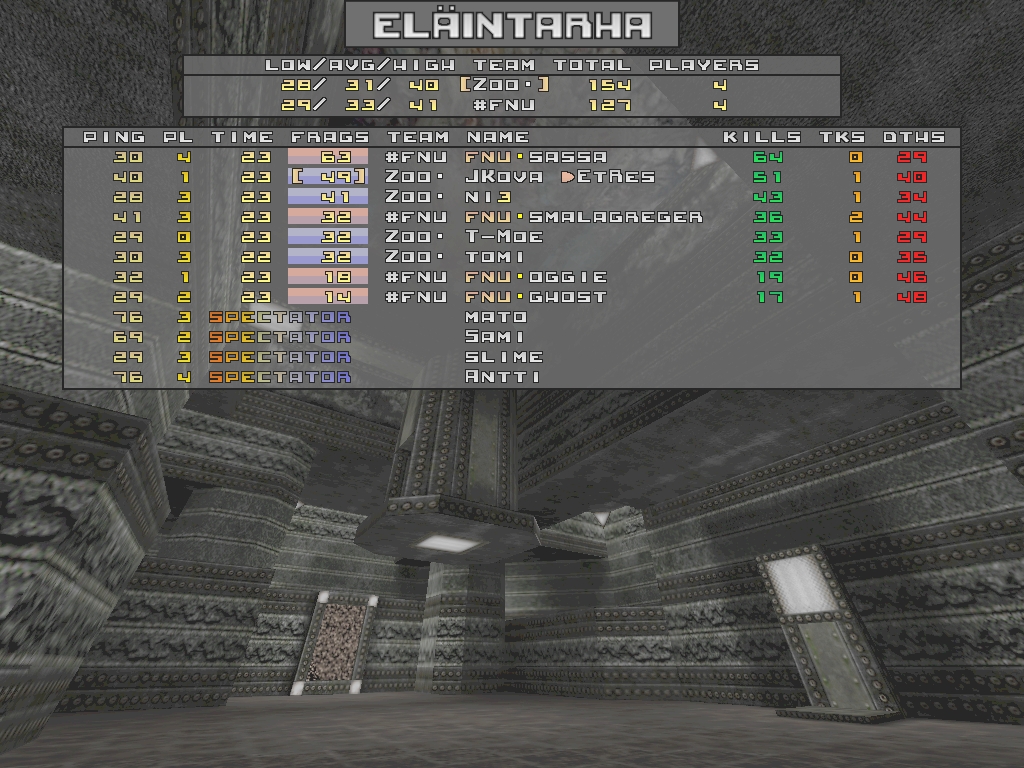 ELÄINTARHA
LOW/AVG/HIGH TEAM TOTAL PLAYERS
28/ 31/ 40 [ZOO·] 154 4
29/ 33/ 41 #FNU 127 4
PING PL TIME FRAGS TEAM NAME KILLS TKS DTHS
30 4 23 63 #FNU FNU·SASSA 64 0 29
40 1 23 [ 49] ZOO· JKOVA DETRES 51 1 40
28 3 23 41 ZOO· NI3 43 1 34
41 3 23 32 #FNU FNU·SMALAGREGER 36 2 44
29 0 23 32 ZOO· T-MOE 33 1 29
30 3 22 32 ZOO· TOMI 32 0 35
32 1 23 18 #FNU FNU·OGGIE 19 0 46
29 2 23 14 #FNU FNU·GHOST 17 1 48
76 3 SPECTATOR MATO
69 2 SPECTATOR SAMI
29 3 SPECTATOR SLIME
76 4 SPECTATOR ANTTI